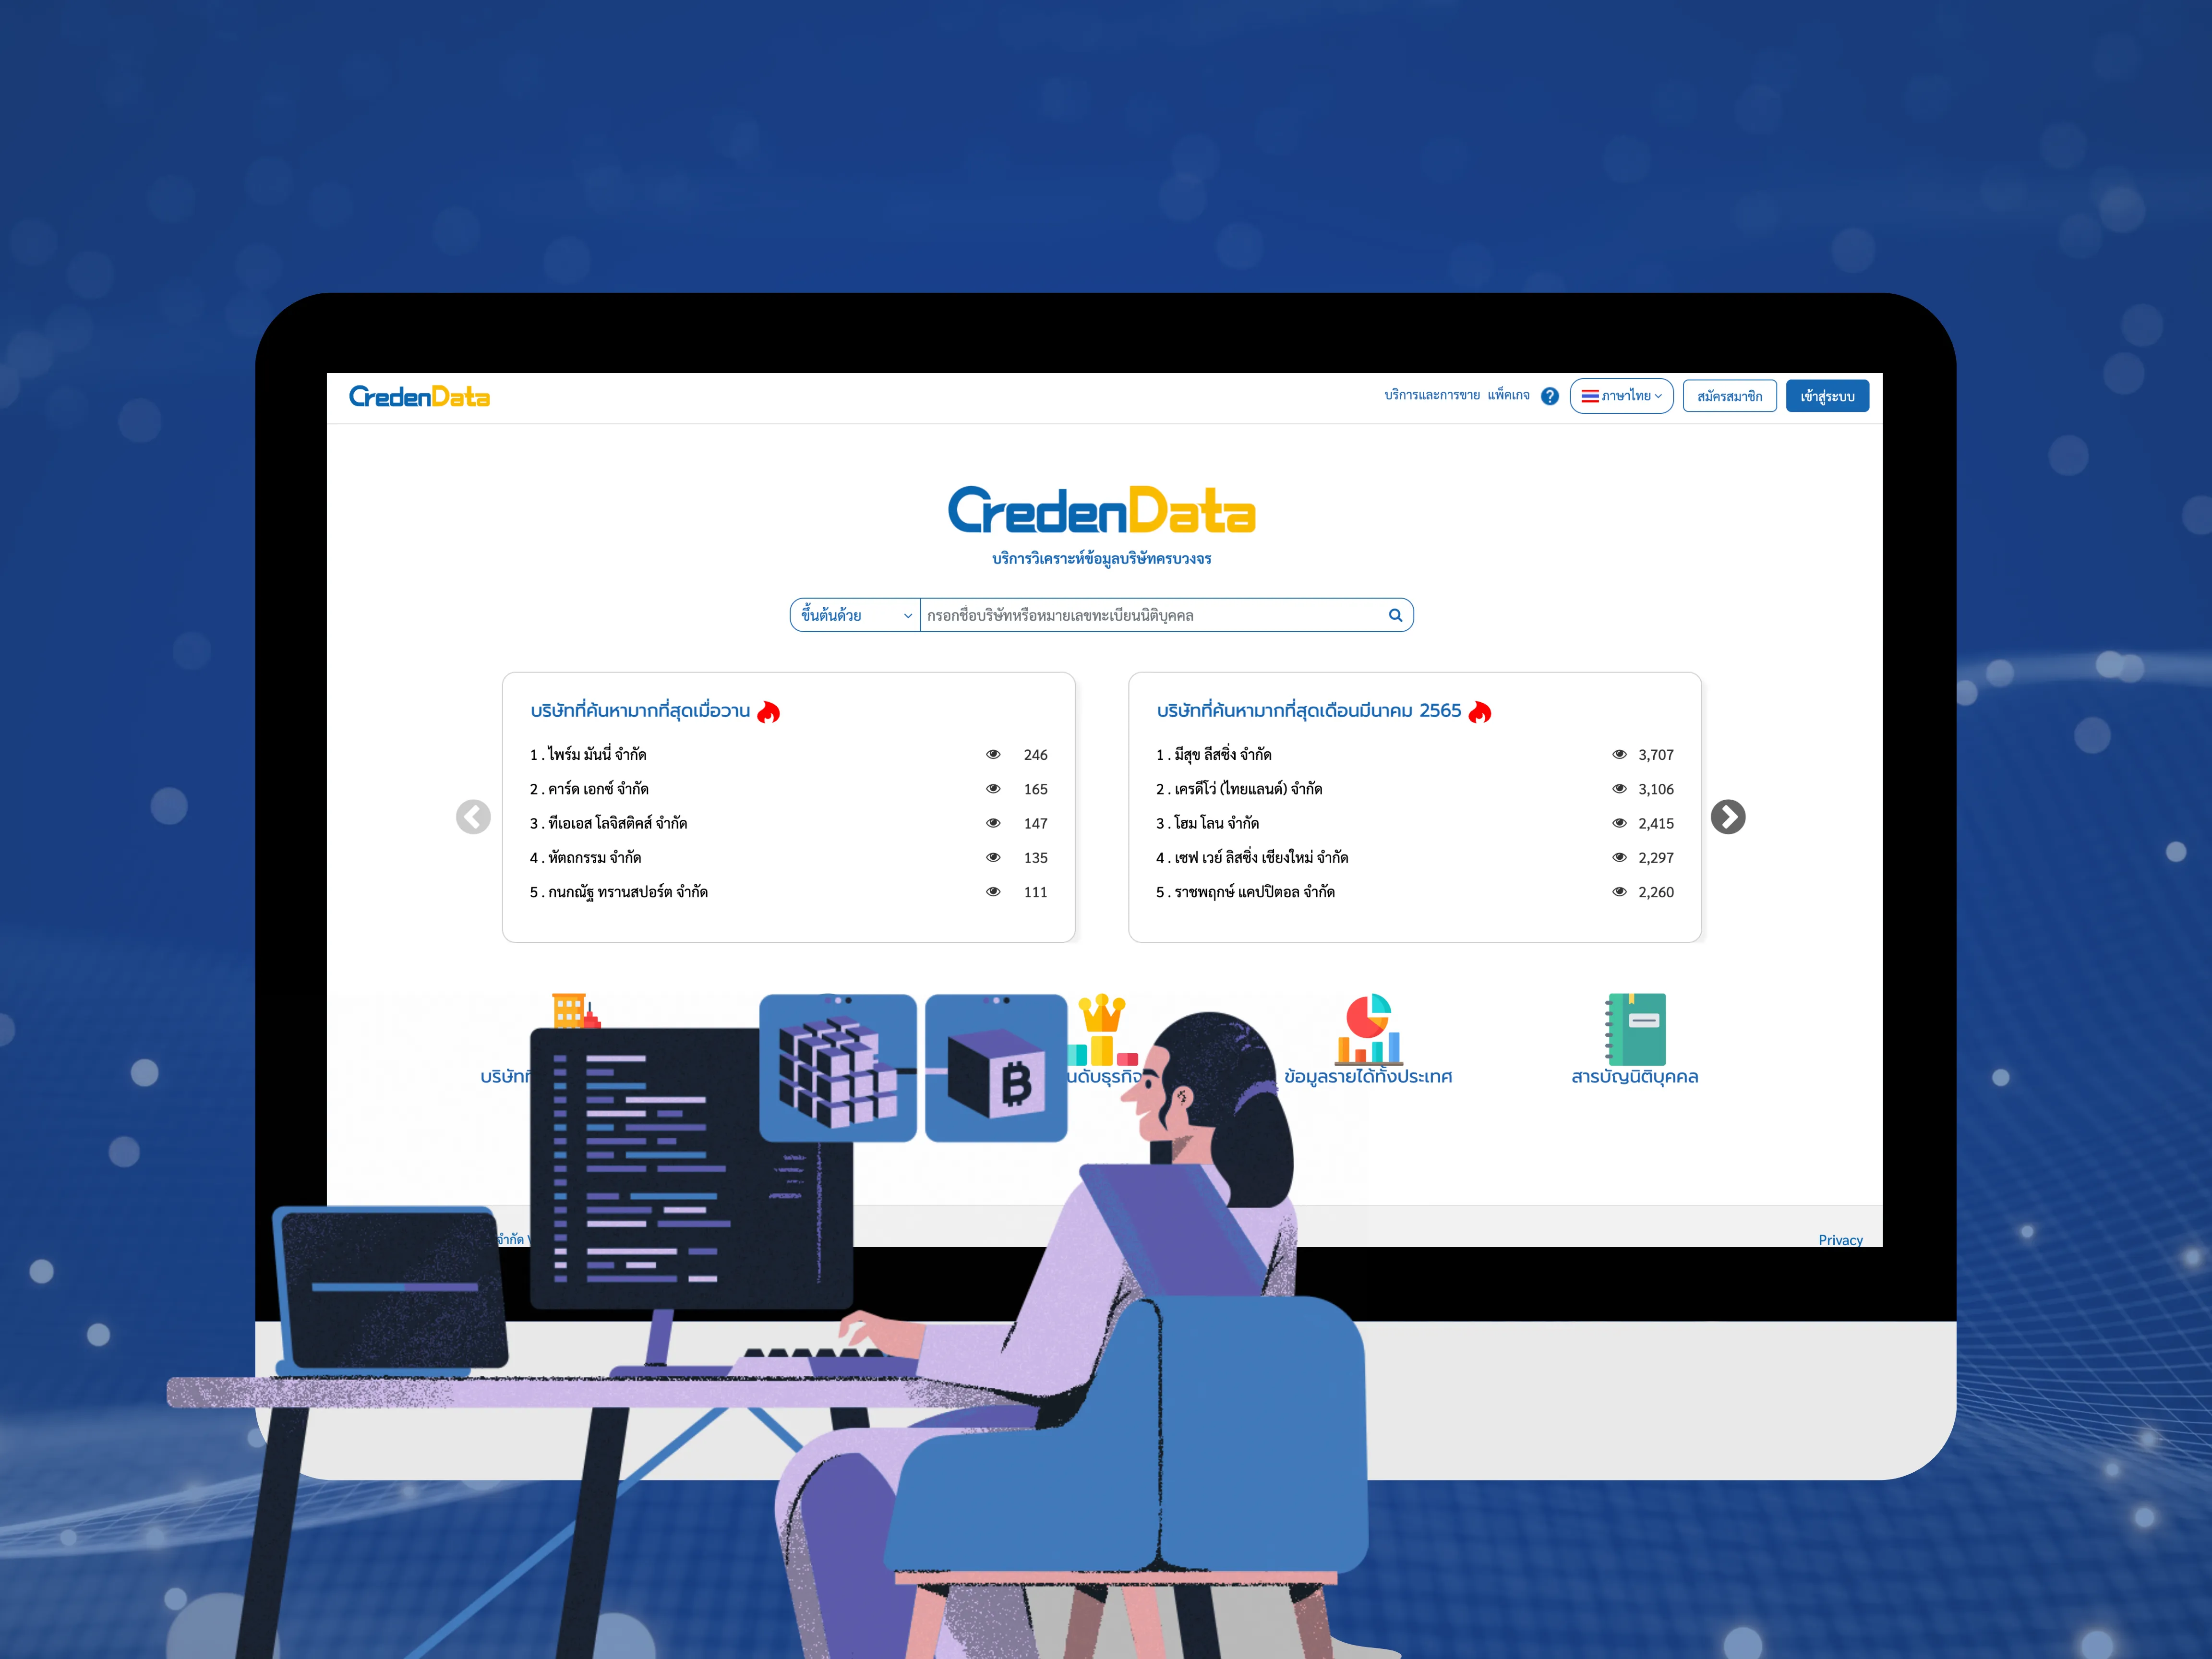 CredenData
บริการและการขาย แพ็คเกจ ? ภาษาไทย สมัครสมาชิก เข้าสู่ระบบ
CredenData
บริการวิเคราะห์ข้อมูลบริษัทครบวงจร
ขึ้นต้นด้วย กรอกชื่อบริษัทหรือหมายเลขทะเบียนนิติบุคคล
บริษัทที่ค้นหามากที่สุดเมื่อวาน
1 . ไพร์ม มันนี่ จำกัด 246
2 . คาร์ด เอกซ์ จำกัด 165
3 . ทีเอเอส โลจิสติคส์ จำกัด 147
4 . หัตถกรรม จำกัด 135
5 . กนกณัฐ ทรานสปอร์ต จำกัด 111
บริษัทที่ค้นหามากที่สุดเดือนมีนาคม 2565
1 . มีสุข ลีสซิ่ง จำกัด 3,707
2 . เครดีโว่ (ไทยแลนด์) จำกัด 3,106
3 . โฮม โลน จำกัด 2,415
4 . เซฟ เวย์ ลิสซิ่ง เชียงใหม่ จำกัด 2,297
5 . ราชพฤกษ์ แคปปิตอล จำกัด 2,260
บริษัทที
นดับธุรกิจ
ข้อมูลรายได้ทั้งประเทศ
สารบัญนิติบุคคล
จำกัด
Privacy